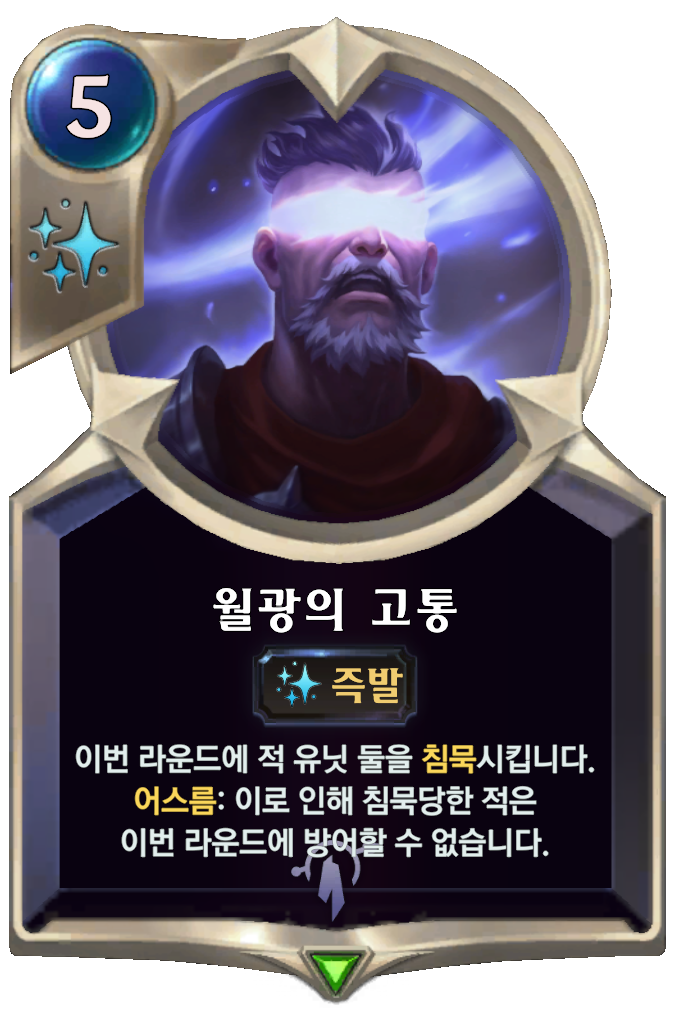 5
월광의 고통
즉발
이번 라운드에 적 유닛 둘을 침묵시킵니다.
어스름: 이로 인해 침묵당한 적은
이번 라운드에 방어할 수 없습니다.